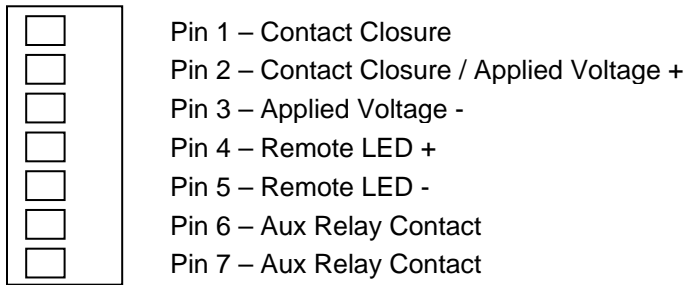 Pin 1 – Contact Closure
Pin 2 – Contact Closure / Applied Voltage +
Pin 3 – Applied Voltage -
Pin 4 – Remote LED +
Pin 5 – Remote LED -
Pin 6 – Aux Relay Contact
Pin 7 – Aux Relay Contact